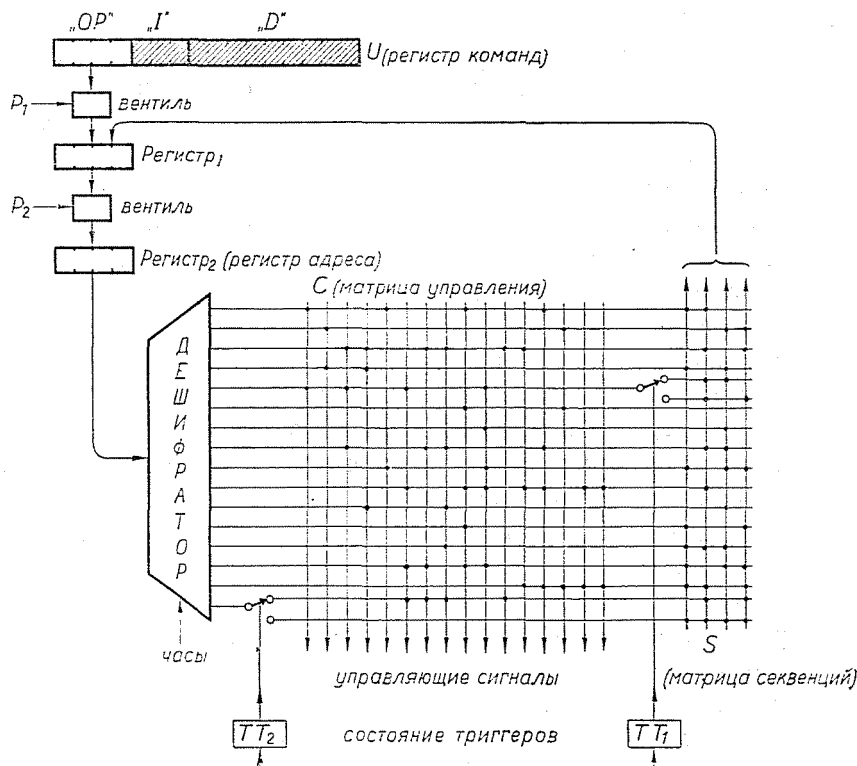 „OP" „I" „D"
U (регистр команд)
P₁ вентиль
Регистр₁
P₂ вентиль
Регистр₂ (регистр адреса)
C (матрица управления)
ДЕШИФРАТОР
часы
S
управляющие сигналы
(матрица секвенций)
TT₂ состояние триггеров TT₁